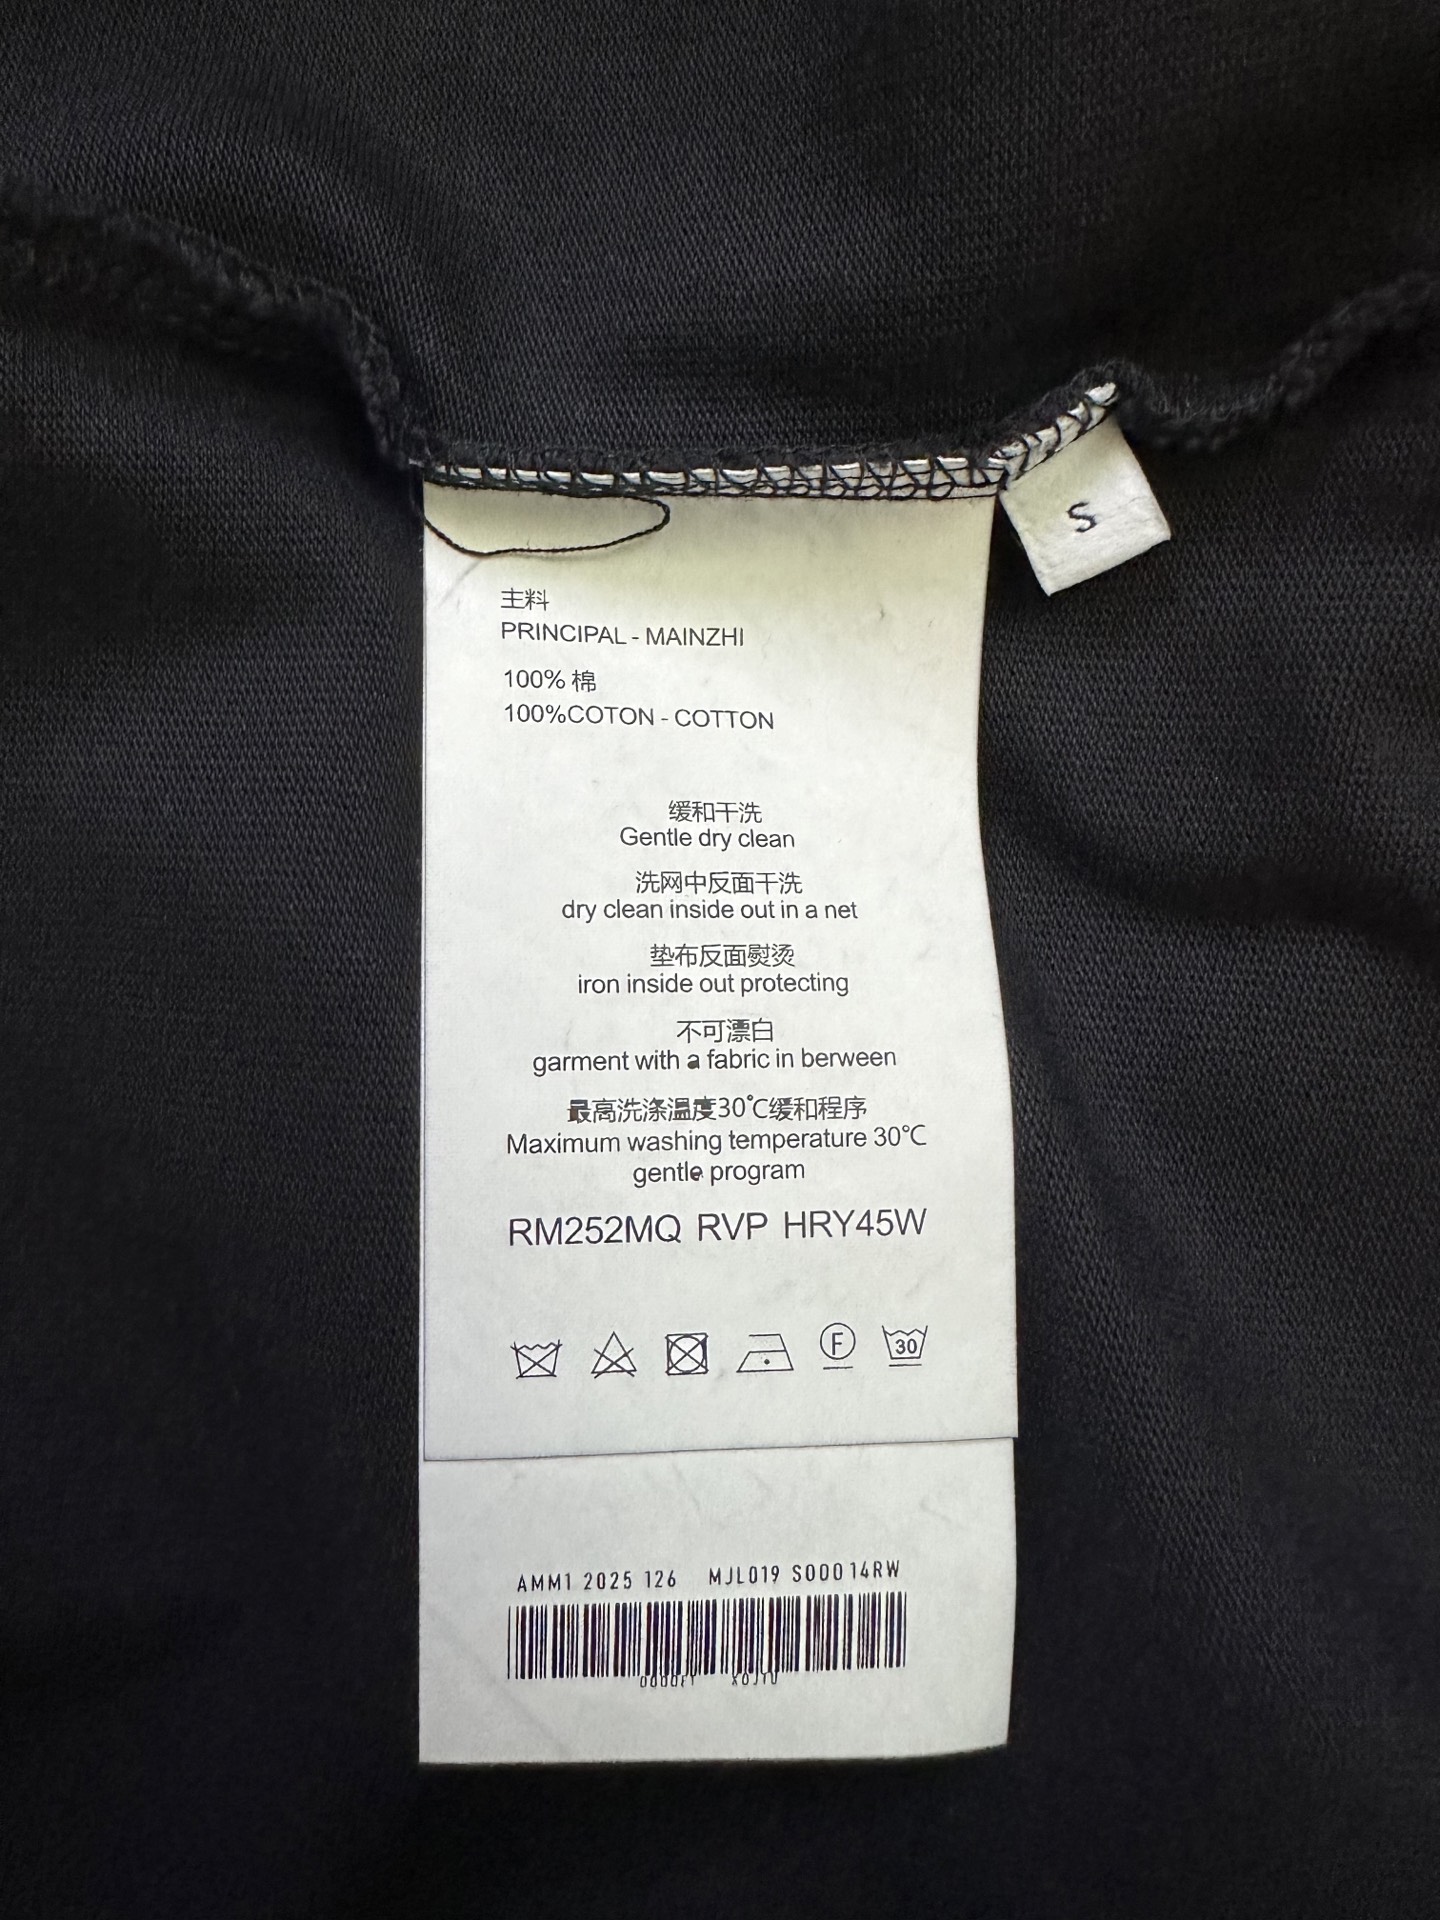 S
主料
PRINCIPAL - MAINZHI
100% 棉
100%COTON - COTTON
缓和干洗
Gentle dry clean
洗网中反面干洗
dry clean inside out in a net
垫布反面熨烫
iron inside out protecting
不可漂白
garment with a fabric in berween
最高洗涤温度30℃缓和程序
Maximum washing temperature 30℃
gentle program
RM252MQ RVP HRY45W
F
30
AMM1 2025 126 MJL019 S000 14RW